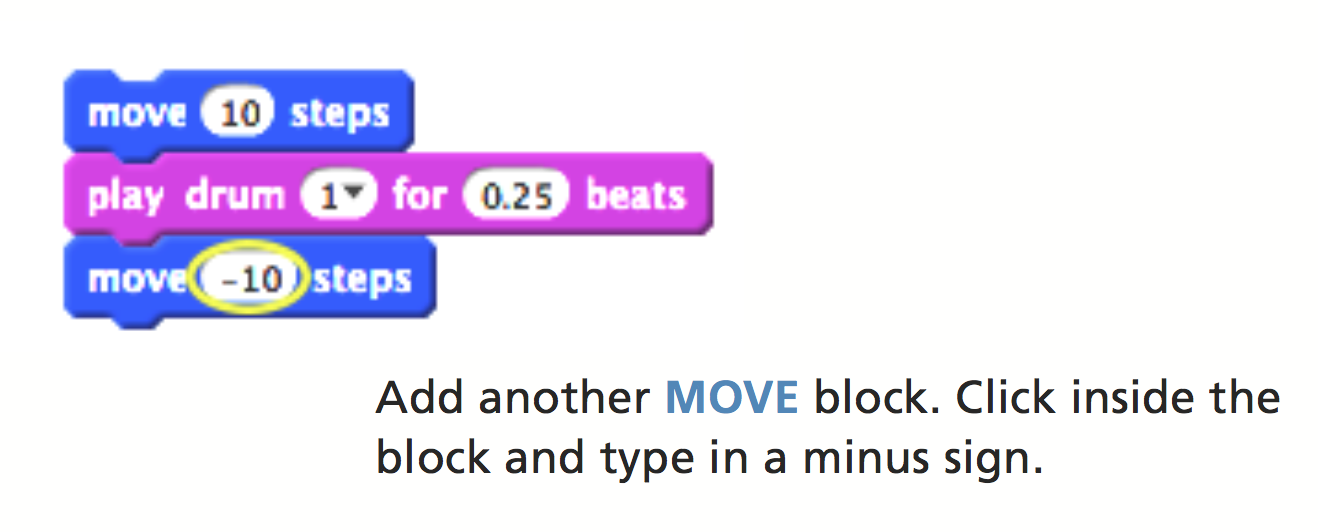 move 10 steps
play drum 1 for 0.25 beats
move -10 steps
Add another MOVE block. Click inside the
block and type in a minus sign.